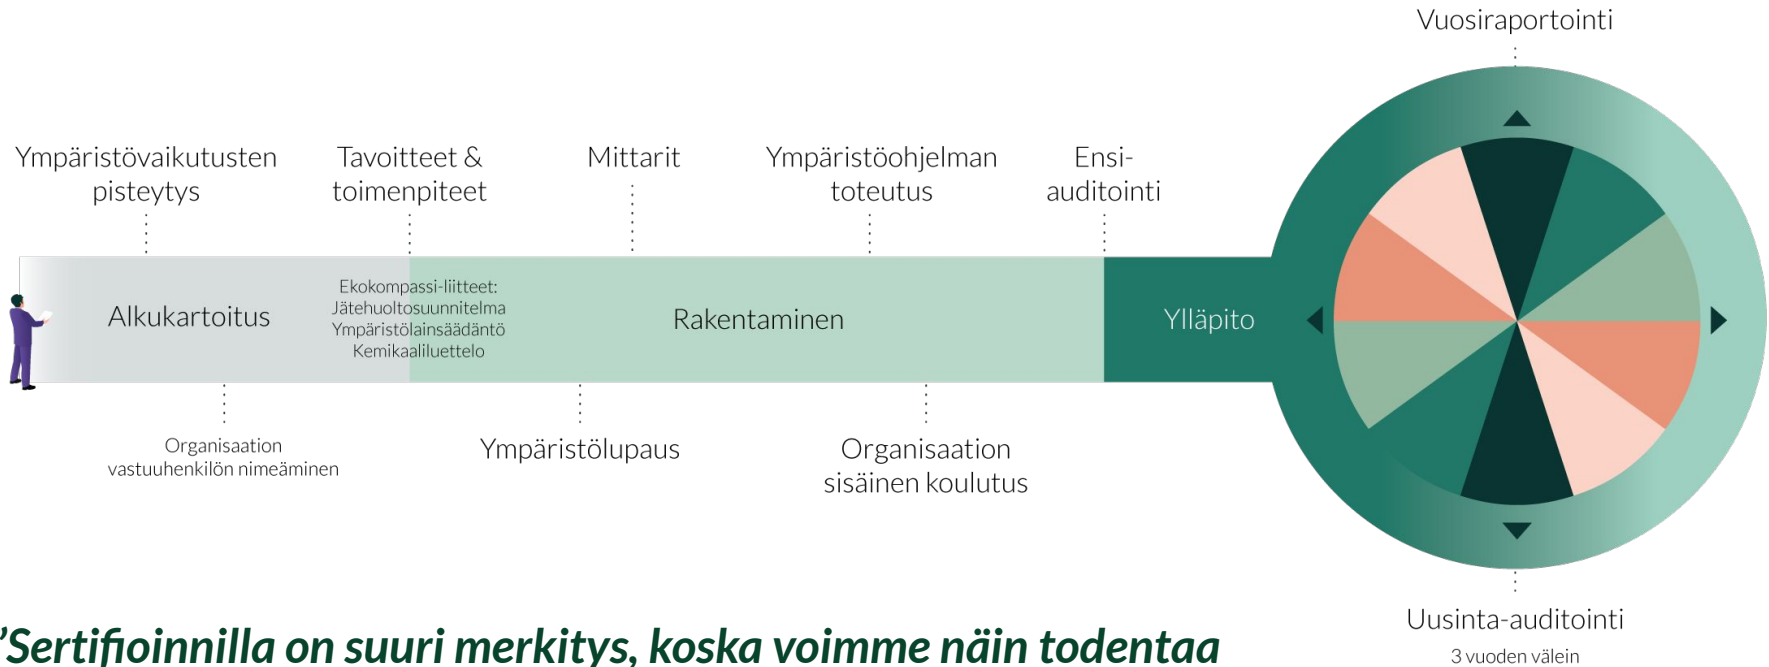 Vuosiraportointi
Ympäristövaikutusten
pisteytys
Tavoitteet &
toimenpiteet
Mittarit
Ympäristöohjelman
toteutus
Ensi-
auditointi
Alkukartoitus
Ekokompassi-liitteet:
Jätehuoltosuunnitelma
Ympäristölainsäädäntö
Kemikaaliluettelo
Rakentaminen
Ylläpito
Organisaation
vastuuhenkilön nimeäminen
Ympäristölupaus
Organisaation
sisäinen koulutus
Uusinta-auditointi
3 vuoden välein
”Sertifioinnilla on suuri merkitys, koska voimme näin todentaa